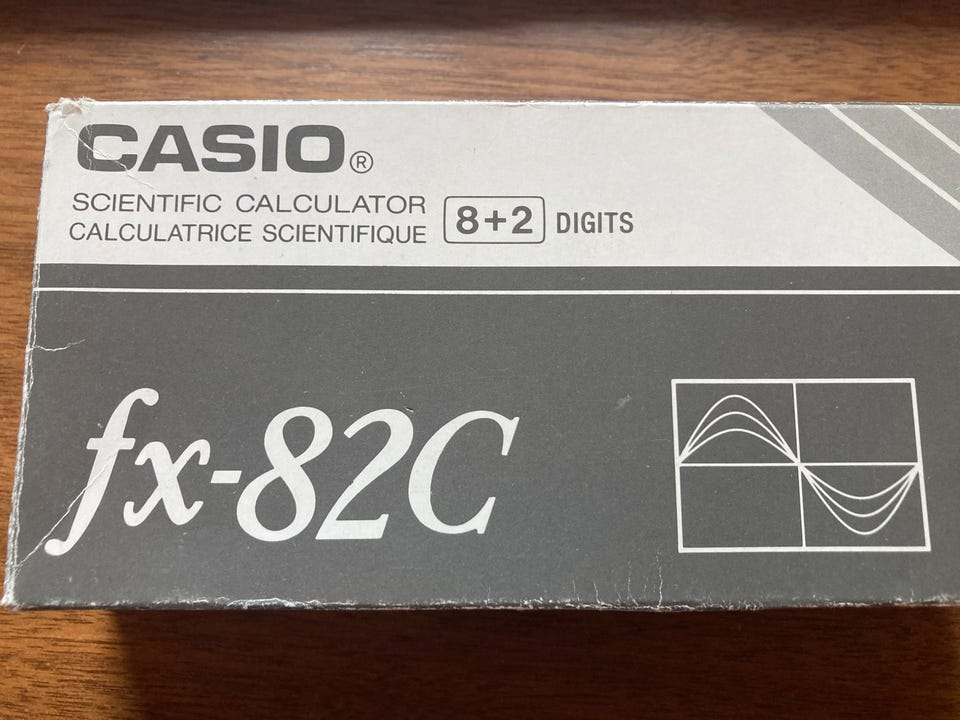 CASIO®
SCIENTIFIC CALCULATOR
CALCULATRICE SCIENTIFIQUE
8+2 DIGITS
fx-82C